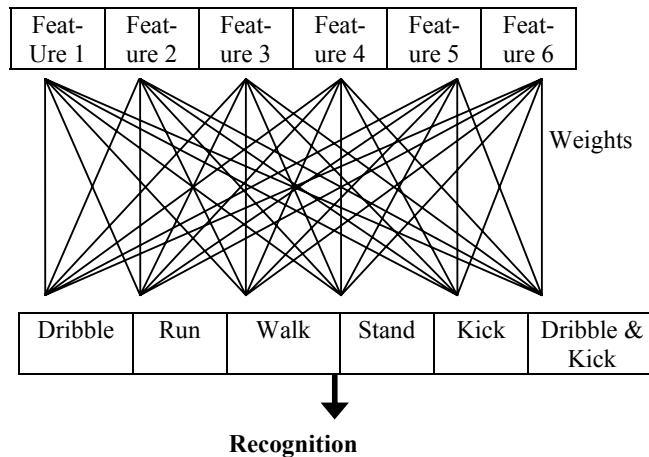 Feat- Feat- Feat- Feat- Feat- Feat-
Ure 1 ure 2 ure 3 ure 4 ure 5 ure 6
Weights
Dribble Run Walk Stand Kick Dribble &
Kick
Recognition